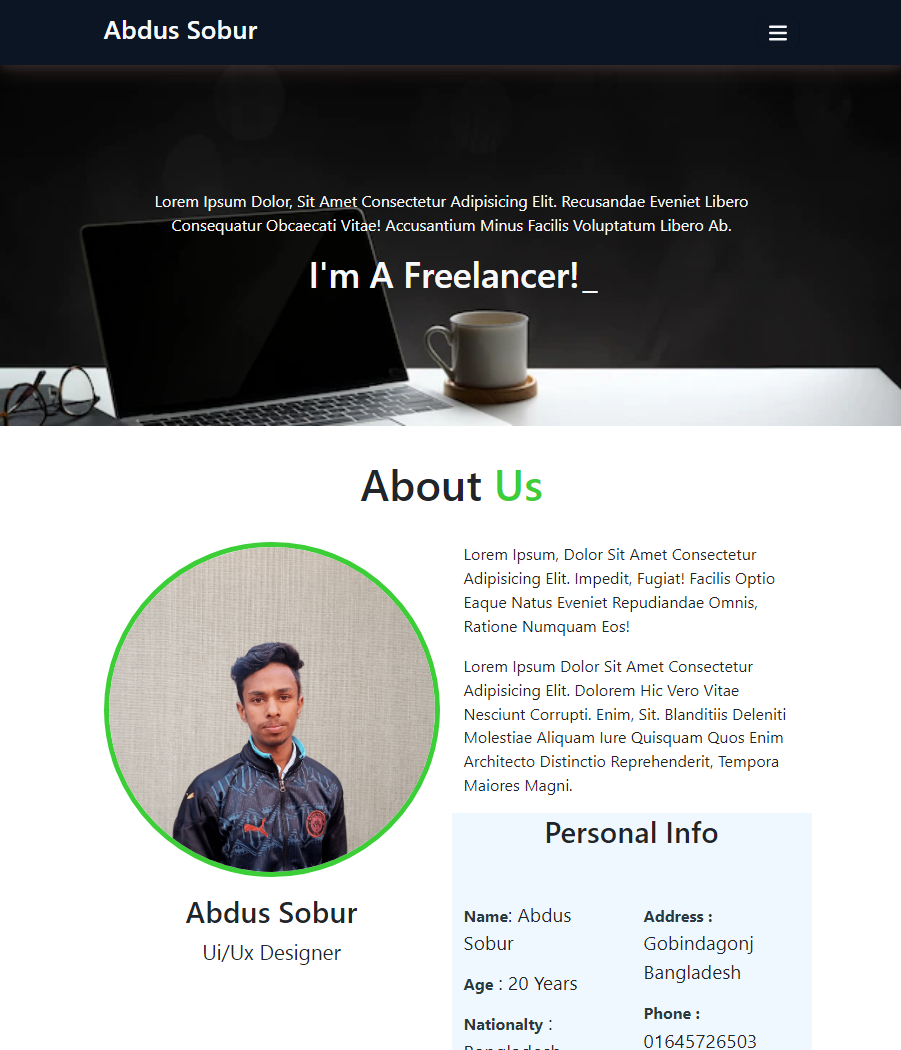 Abdus Sobur
Lorem Ipsum Dolor, Sit Amet Consectetur Adipisicing Elit. Recusandae Eveniet Libero
Consequatur Obcaecati Vitae! Accusantium Minus Facilis Voluptatum Libero Ab.
I'm A Freelancer!_
About Us
Lorem Ipsum, Dolor Sit Amet Consectetur
Adipisicing Elit. Impedit, Fugiat! Facilis Optio
Eaque Natus Eveniet Repudiandae Omnis,
Ratione Numquam Eos!
Lorem Ipsum Dolor Sit Amet Consectetur
Adipisicing Elit. Dolorem Hic Vero Vitae
Nesciunt Corrupti. Enim, Sit. Blanditiis Deleniti
Molestiae Aliquam Iure Quisquam Quos Enim
Architecto Distinctio Reprehenderit, Tempora
Maiores Magni.
Abdus Sobur
Ui/Ux Designer
Personal Info
Name: Abdus
Sobur
Age : 20 Years
Nationalty :
Bangladesh
Address :
Gobindagonj
Bangladesh
Phone :
01645726503